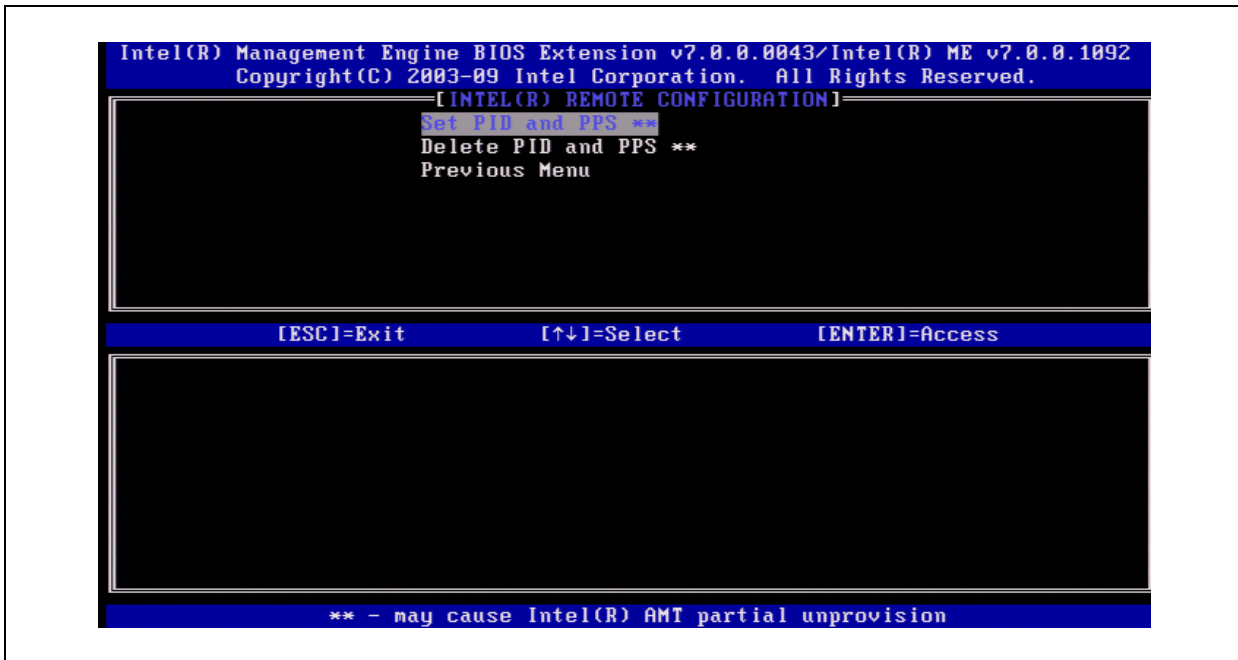 Intel(R) Management Engine BIOS Extension v7.0.0.0043/Intel(R) ME v7.0.0.1092
Copyright(C) 2003-09 Intel Corporation. All Rights Reserved.
[INTEL(R) REMOTE CONFIGURATION]
Set PID and PPS **
Delete PID and PPS **
Previous Menu
[ESC]=Exit [↑↓]=Select [ENTER]=Access
** - may cause Intel(R) AMT partial unprovision